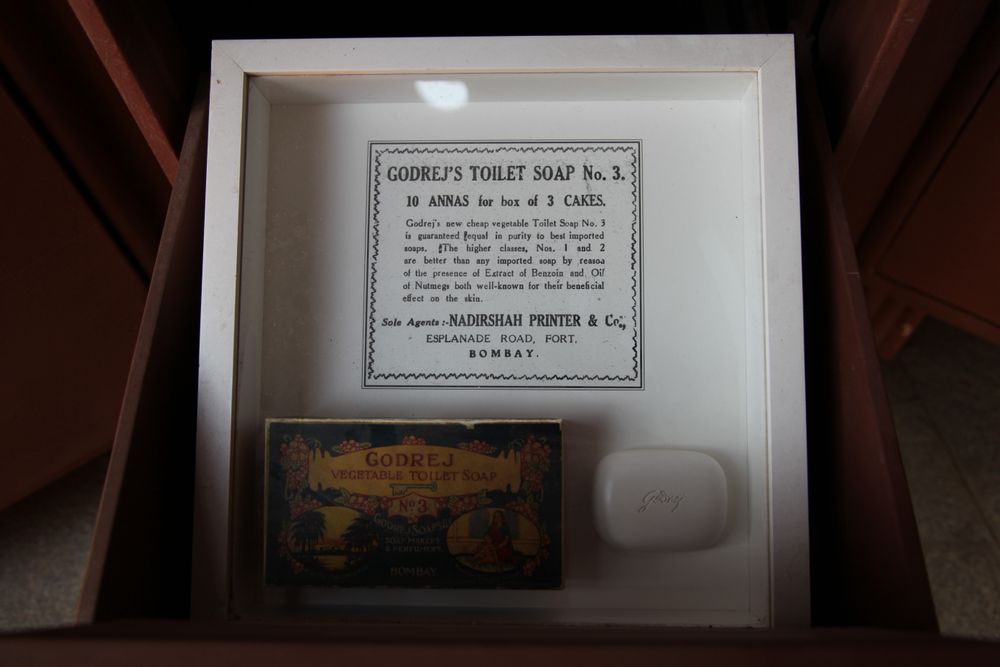 GODREJ'S TOILET SOAP No. 3.
10 ANNAS for box of 3 CAKES.
Godrej's new cheap vegetable Toilet Soap No. 3
is guaranteed equal in purity to best imported
soaps. The higher classes, Nos. 1 and 2
are better than any imported soap by reason
of the presence of Extract of Benzoin and Oil
of Nutmegs both well-known for their beneficial
effect on the skin.
Sole Agents:-NADIRSHAH PRINTER & Co.,
ESPLANADE ROAD, FORT,
BOMBAY.
GODREJ
VEGETABLE TOILET SOAP
No 3
GODREJ SOAPS
SOAP MAKERS
& PERFUMERS.
BOMBAY
Godrej